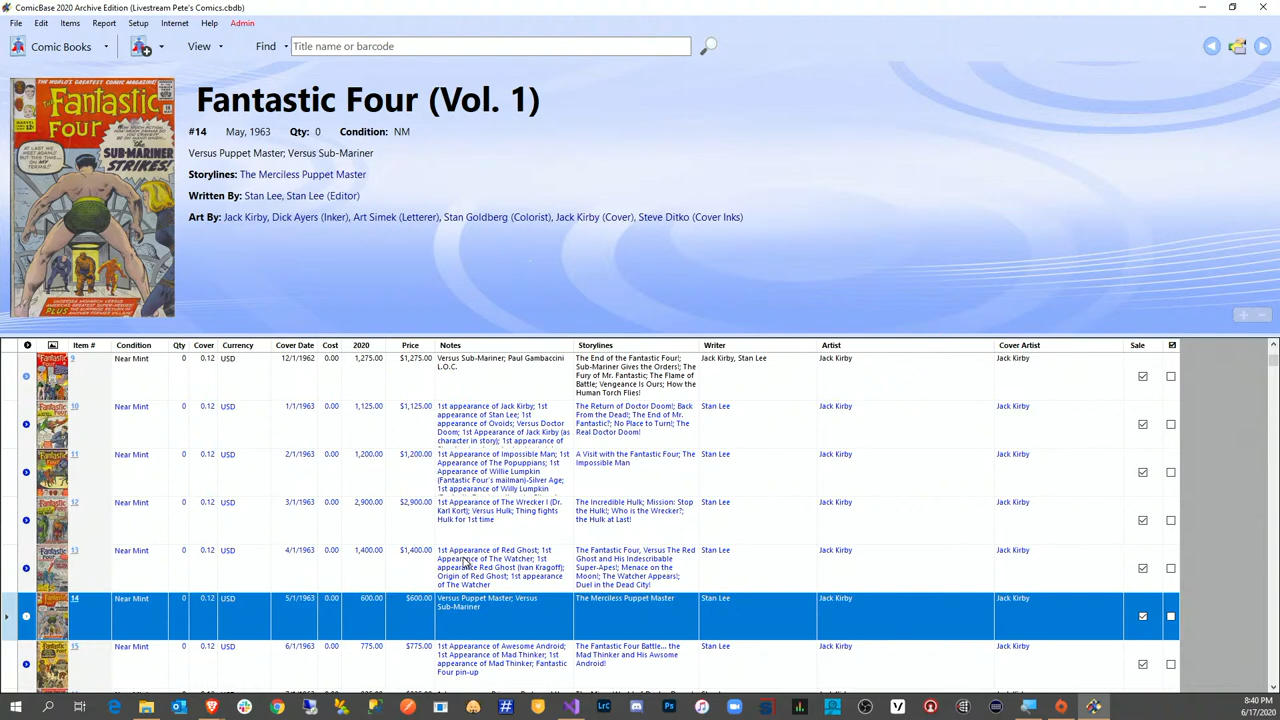 ComicBase 2020 Archive Edition (Livestream Pete's Comics.cbdb)
File Edit Items Report Setup Internet Help Admin
Comic Books View Find Title name or barcode
THE WORLD'S GREATEST COMIC MAGAZINE!
Fantastic
Four
the
SUB-MARINER
STRIKES!
AT LAST WE
MEET AGAIN!
BUT THIS TIME
ON MY
TERMS!
PLUS
Fantastic Four (Vol. 1)
#14 May, 1963 Qty: 0 Condition: NM
Versus Puppet Master; Versus Sub-Mariner
Storylines: The Merciless Puppet Master
Written By: Stan Lee, Stan Lee (Editor)
Art By: Jack Kirby, Dick Ayers (Inker), Art Simek (Letterer), Stan Goldberg (Colorist), Jack Kirby (Cover), Steve Ditko (Cover Inks)
Item # Condition Qty Cover Currency Cover Date Cost 2020 Price Notes Storylines Writer Artist Cover Artist Sale
9 Near Mint 0 0.12 USD 12/1/1962 0.00 1,275.00 $1,275.00 Versus Sub-Mariner; Paul Gambaccini The End of the Fantastic Four!; Jack Kirby, Stan Lee Jack Kirby Jack Kirby
L.O.C. Sub-Mariner Gives the Orders!; The
Fury of Mr. Fantastic; The Flame of
Battle; Vengeance Is Ours; How the
Human Torch Flies!
10 Near Mint 0 0.12 USD 1/1/1963 0.00 1,125.00 $1,125.00 1st appearance of Jack Kirby; 1st The Return of Doctor Doom!; Back Stan Lee Jack Kirby Jack Kirby
appearance of Stan Lee; 1st From the Dead!; The End of Mr.
appearance of Ovoids; Versus Doctor Fantastic?; No Place to Turn!; The
Doom; 1st Appearance of Jack Kirby (as Real Doctor Doom!
character in story); 1st appearance of
11 Near Mint 0 0.12 USD 2/1/1963 0.00 1,200.00 $1,200.00 1st Appearance of Impossible Man; 1st A Visit with the Fantastic Four; The Stan Lee Jack Kirby Jack Kirby
Appearance of The Popuppians; 1st Impossible Man
Appearance of Willie Lumpkin
(Fantastic Four's mailman)-Silver Age;
1st appearance of Willy Lumpkin
12 Near Mint 0 0.12 USD 3/1/1963 0.00 2,900.00 $2,900.00 1st Appearance of The Wrecker I (Dr. The Incredible Hulk; Mission: Stop Stan Lee Jack Kirby Jack Kirby
Karl Kort); Versus Hulk; Thing fights the Hulk!; Who is the Wrecker?;
Hulk for 1st time the Hulk at Last!
13 Near Mint 0 0.12 USD 4/1/1963 0.00 1,400.00 $1,400.00 1st Appearance of Red Ghost; 1st The Fantastic Four, Versus The Red Stan Lee Jack Kirby Jack Kirby
Appearance of The Watcher; 1st Ghost and His Indescribable
appearance Red Ghost (Ivan Kragoff); Super-Apes!; Menace on the
Origin of Red Ghost; 1st appearance Moon!; The Watcher Appears!;
of The Watcher Duel in the Dead City!
14 Near Mint 0 0.12 USD 5/1/1963 0.00 600.00 $600.00 Versus Puppet Master; Versus The Merciless Puppet Master Stan Lee Jack Kirby Jack Kirby
Sub-Mariner
15 Near Mint 0 0.12 USD 6/1/1963 0.00 775.00 $775.00 1st Appearance of Awesome Android; The Fantastic Four Battle... the Stan Lee Jack Kirby Jack Kirby
1st appearance of Mad Thinker; 1st Mad Thinker and His Awsome
appearance of Mad Thinker; Fantastic Android!
Four pin-up
8:40 PM
6/17/2020